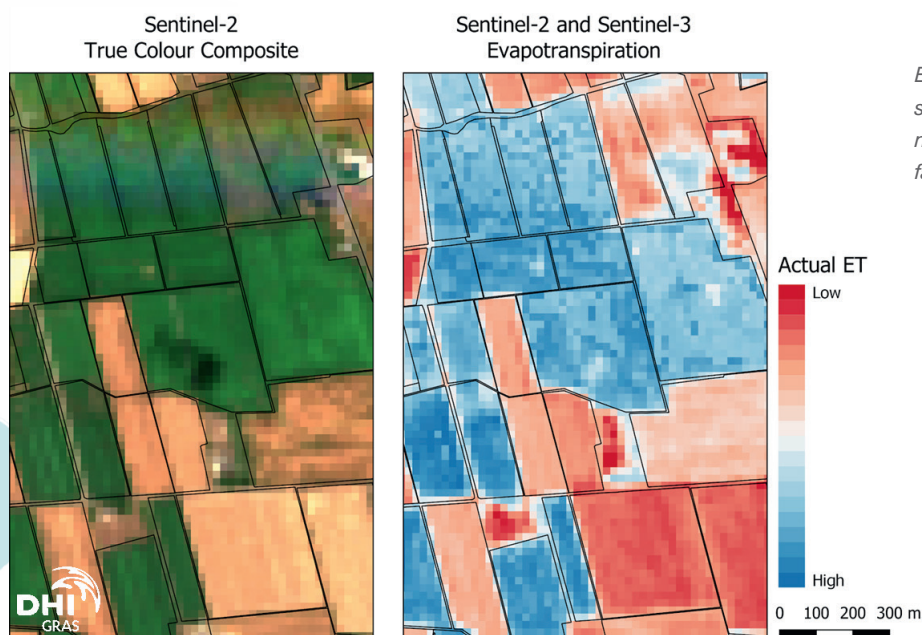 Sentinel-2
True Colour Composite
Sentinel-2 and Sentinel-3
Evapotranspiration
Actual ET
Low
High
0 100 200 300 m
DHI
GRAS